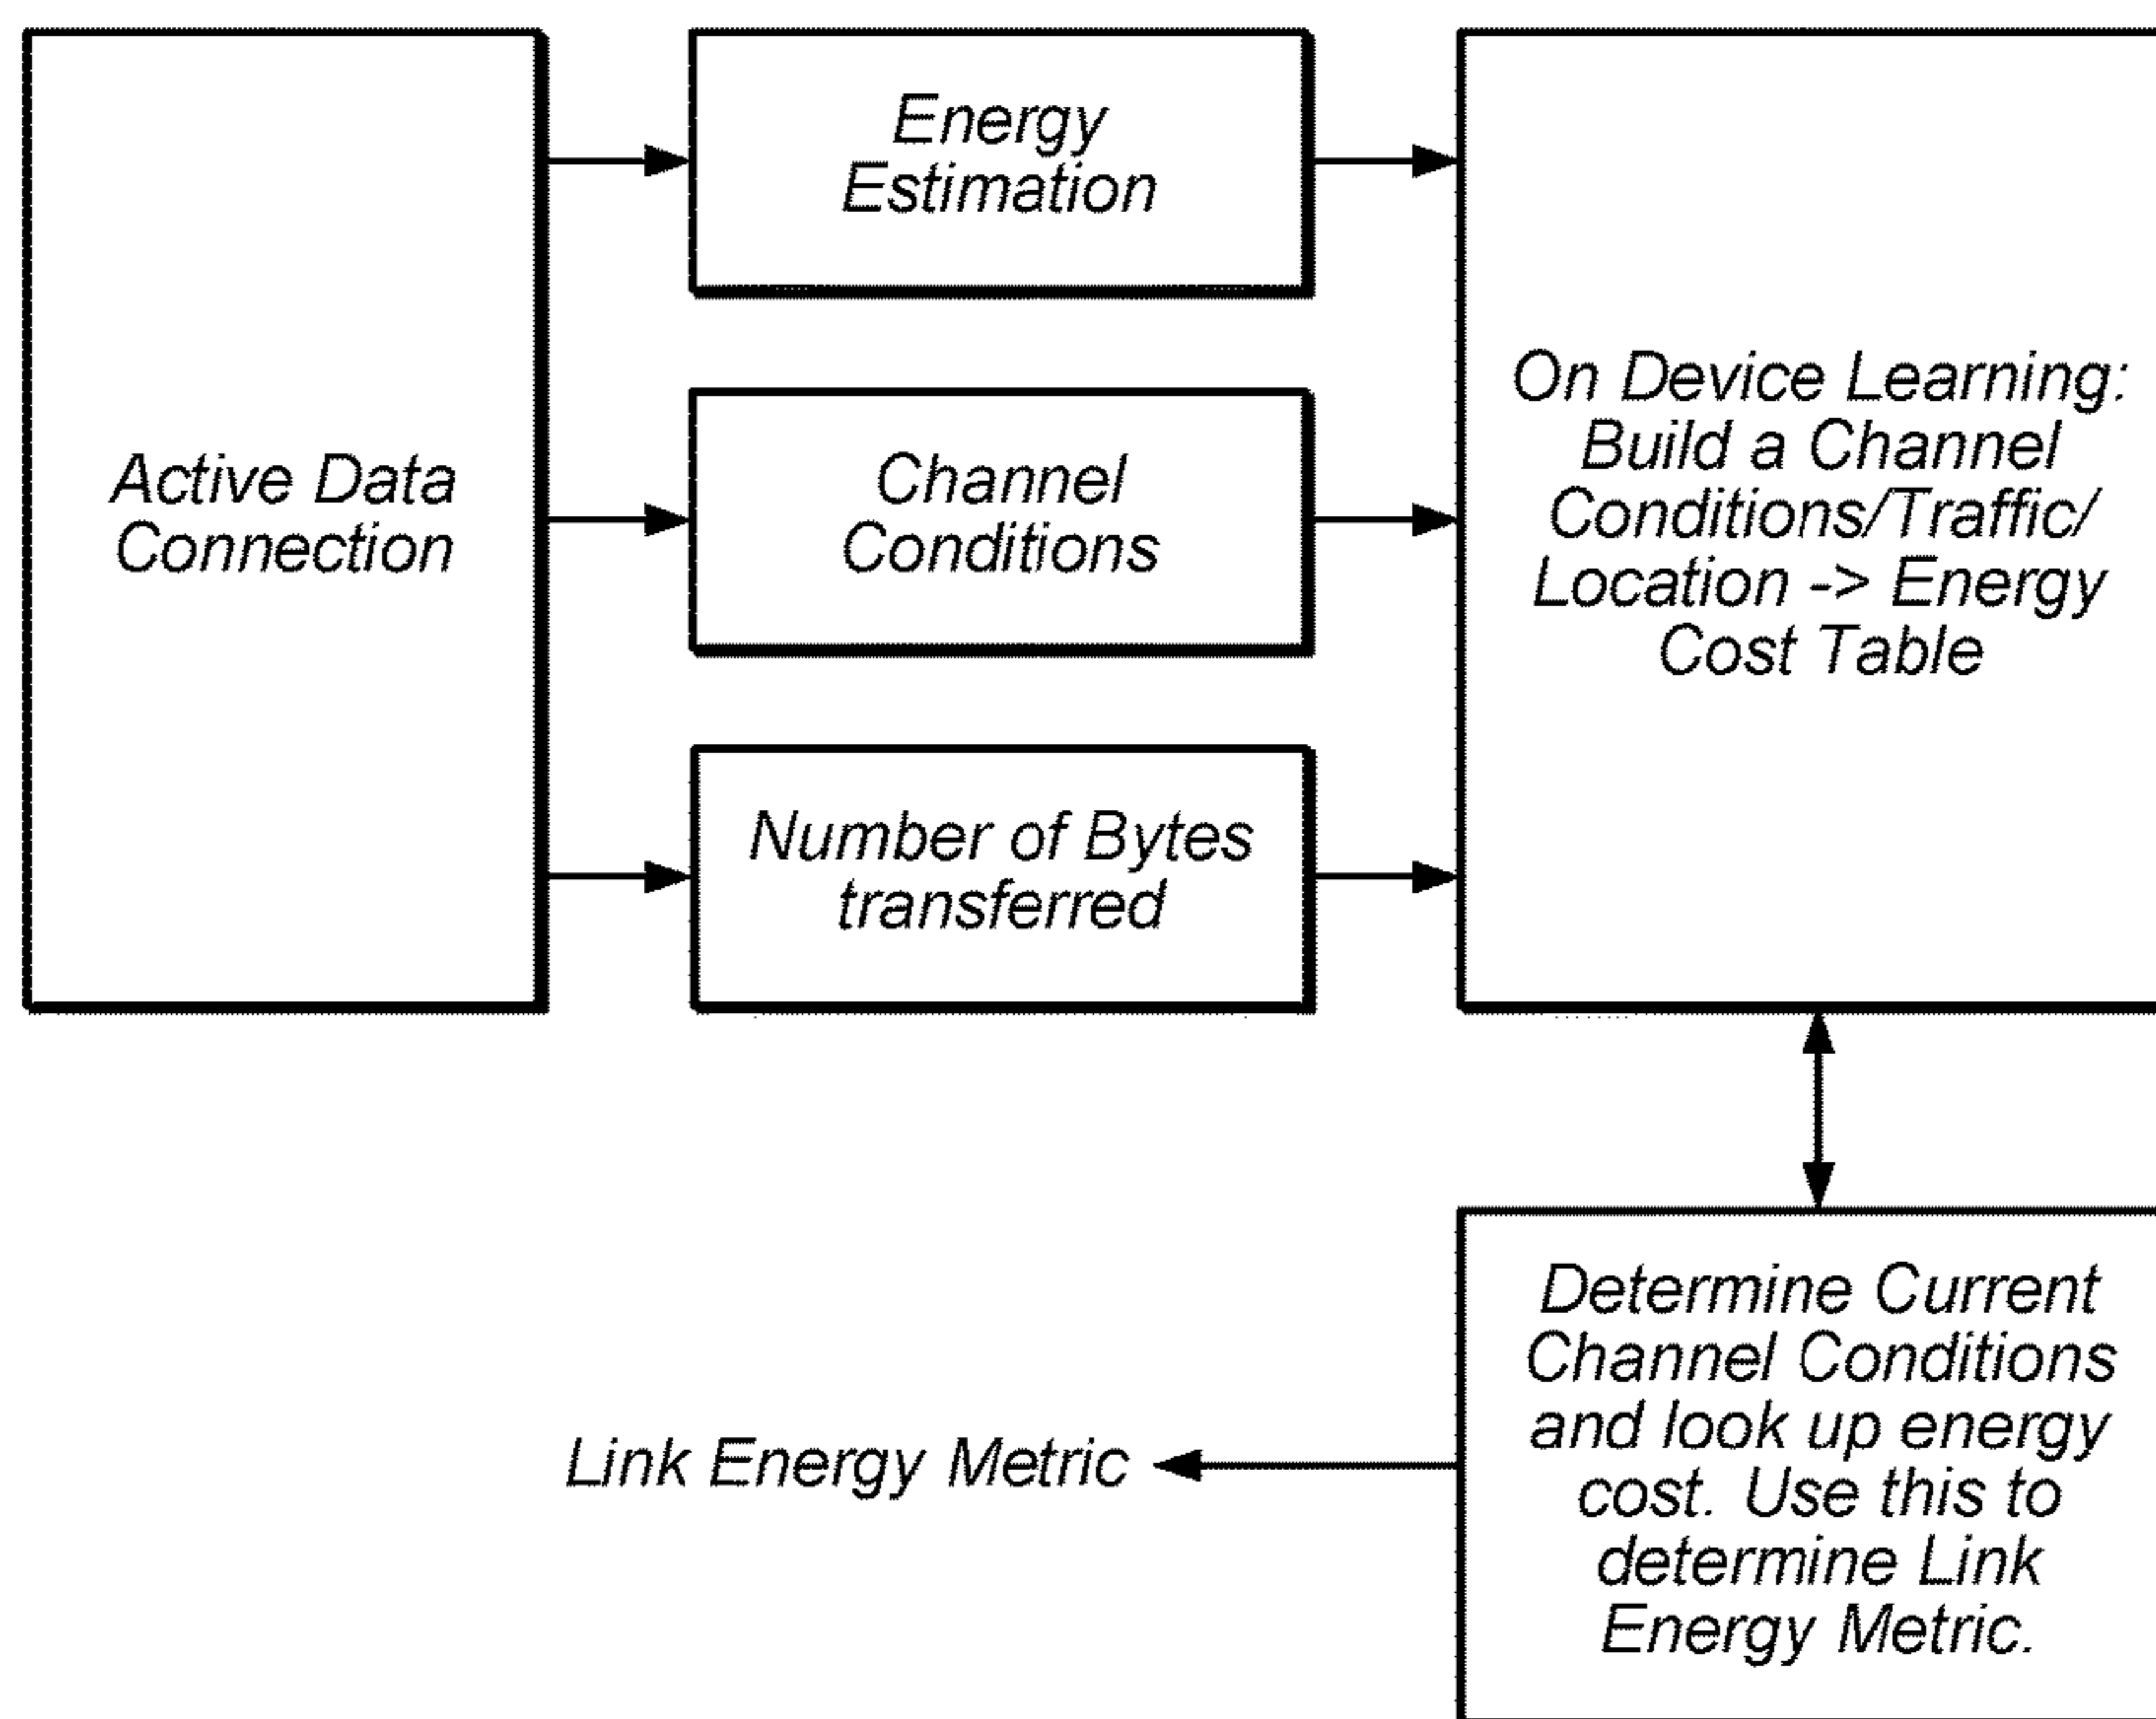 Active Data
Connection
Energy
Estimation
Channel
Conditions
Number of Bytes
transferred
On Device Learning:
Build a Channel
Conditions/Traffic/
Location -> Energy
Cost Table
Determine Current
Channel Conditions
and look up energy
cost. Use this to
determine Link
Energy Metric.
Link Energy Metric